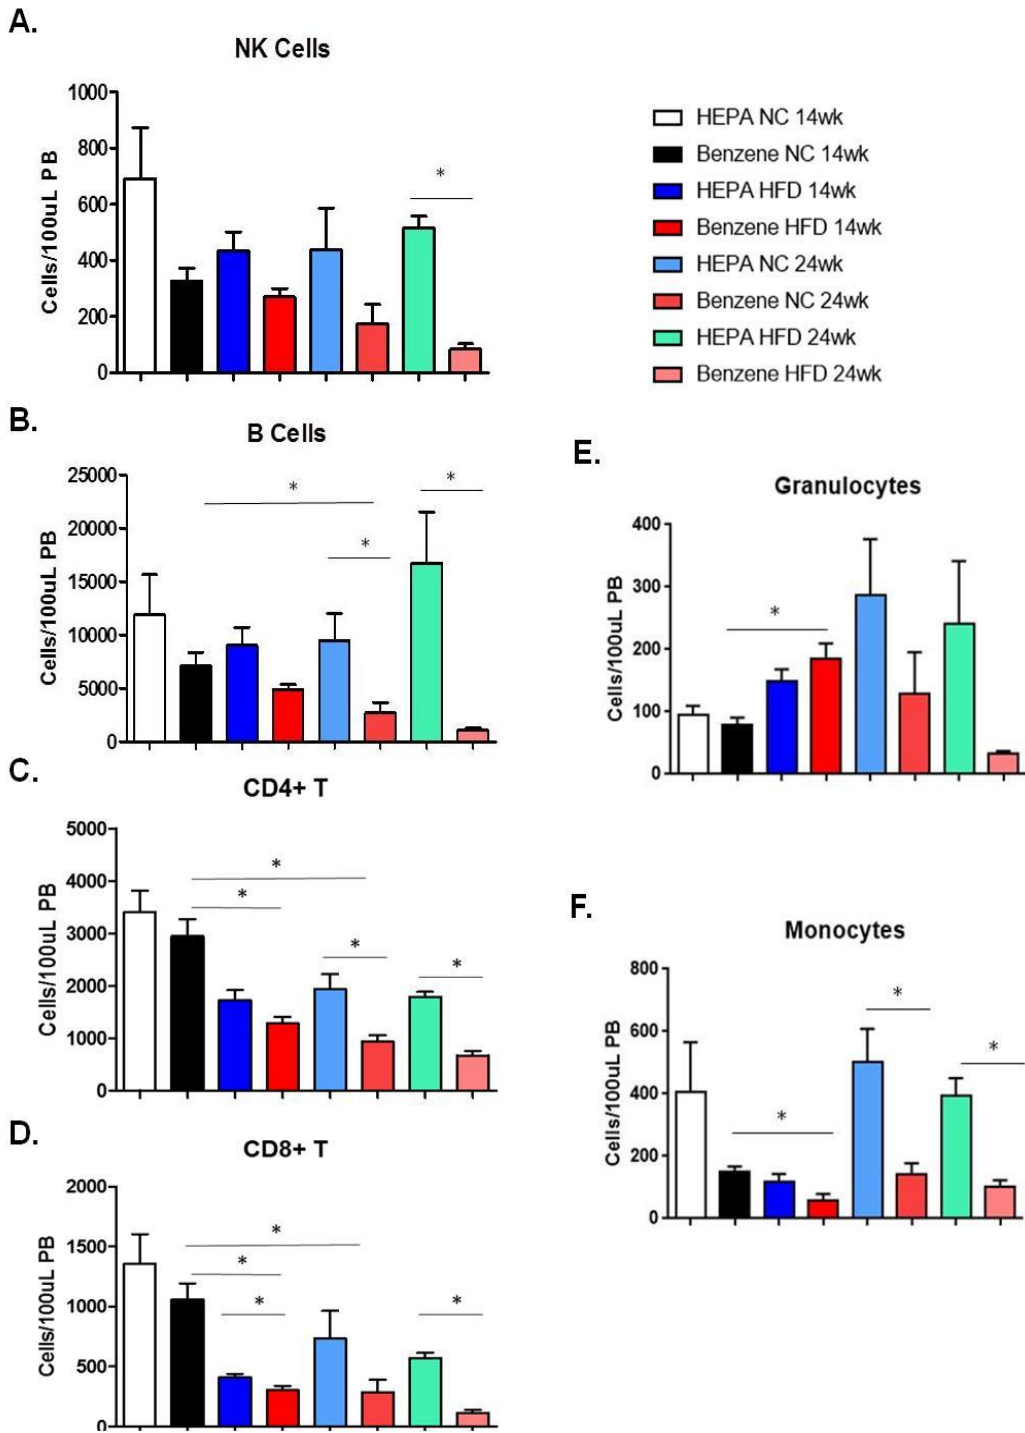 A.
NK Cells
Cells/100uL PB
1000
800
600
400
200
0
*
HEPA NC 14wk
Benzene NC 14wk
HEPA HFD 14wk
Benzene HFD 14wk
HEPA NC 24wk
Benzene NC 24wk
HEPA HFD 24wk
Benzene HFD 24wk
B.
B Cells
Cells/100uL PB
25000
20000
15000
10000
5000
0
*
*
*
C.
CD4+ T
Cells/100uL PB
5000
4000
3000
2000
1000
0
*
*
*
*
D.
CD8+ T
Cells/100uL PB
2000
1500
1000
500
0
*
*
*
*
E.
Granulocytes
Cells/100uL PB
400
300
200
100
0
*
F.
Monocytes
Cells/100uL PB
800
600
400
200
0
*
*
*